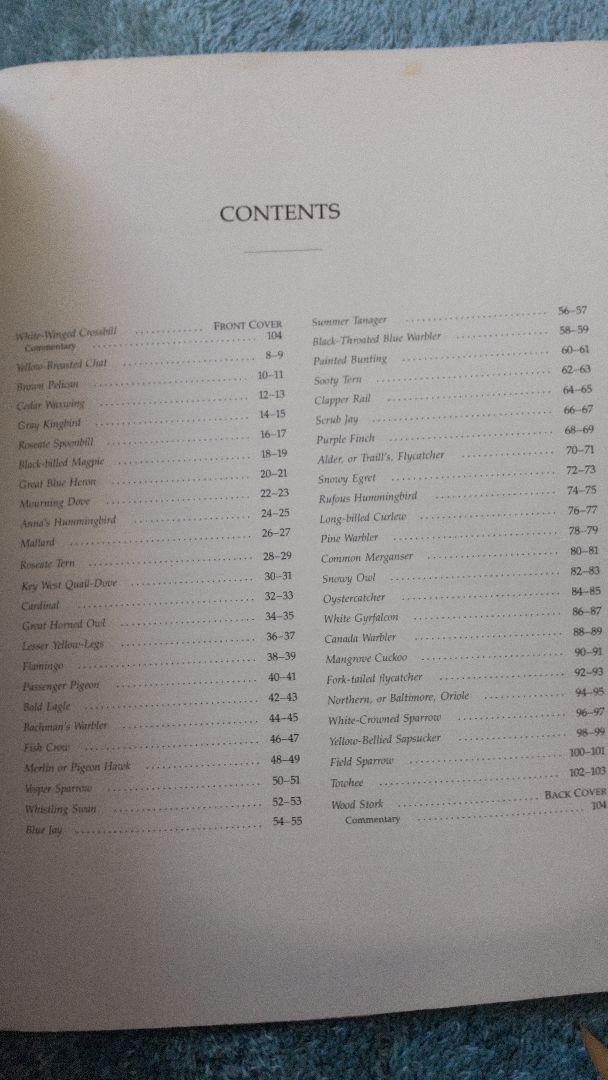 CONTENTS
White-Winged Crossbill .......... FRONT COVER
Commentary .......... 104
Yellow-Breasted Chat .......... 8–9
Brown Pelican .......... 10–11
Cedar Waxwing .......... 12–13
Gray Kingbird .......... 14–15
Roseate Spoonbill .......... 16–17
Black-billed Magpie .......... 18–19
Great Blue Heron .......... 20–21
Mourning Dove .......... 22–23
Anna's Hummingbird .......... 24–25
Mallard .......... 26–27
Roseate Tern .......... 28–29
Key West Quail-Dove .......... 30–31
Cardinal .......... 32–33
Great Horned Owl .......... 34–35
Lesser Yellow-Legs .......... 36–37
Flamingo .......... 38–39
Passenger Pigeon .......... 40–41
Bald Eagle .......... 42–43
Bachman's Warbler .......... 44–45
Fish Crow .......... 46–47
Merlin or Pigeon Hawk .......... 48–49
Vesper Sparrow .......... 50–51
Whistling Swan .......... 52–53
Blue Jay .......... 54–55
Summer Tanager .......... 56–57
Black-Throated Blue Warbler .......... 58–59
Painted Bunting .......... 60–61
Sooty Tern .......... 62–63
Clapper Rail .......... 64–65
Scrub Jay .......... 66–67
Purple Finch .......... 68–69
Alder, or Traill's, Flycatcher .......... 70–71
Snowy Egret .......... 72–73
Rufous Hummingbird .......... 74–75
Long-billed Curlew .......... 76–77
Pine Warbler .......... 78–79
Common Merganser .......... 80–81
Snowy Owl .......... 82–83
Oystercatcher .......... 84–85
White Gyrfalcon .......... 86–87
Canada Warbler .......... 88–89
Mangrove Cuckoo .......... 90–91
Fork-tailed flycatcher .......... 92–93
Northern, or Baltimore, Oriole .......... 94–95
White-Crowned Sparrow .......... 96–97
Yellow-Bellied Sapsucker .......... 98–99
Field Sparrow .......... 100–101
Towhee .......... 102–103
Wood Stork .......... BACK COVER
Commentary .......... 104